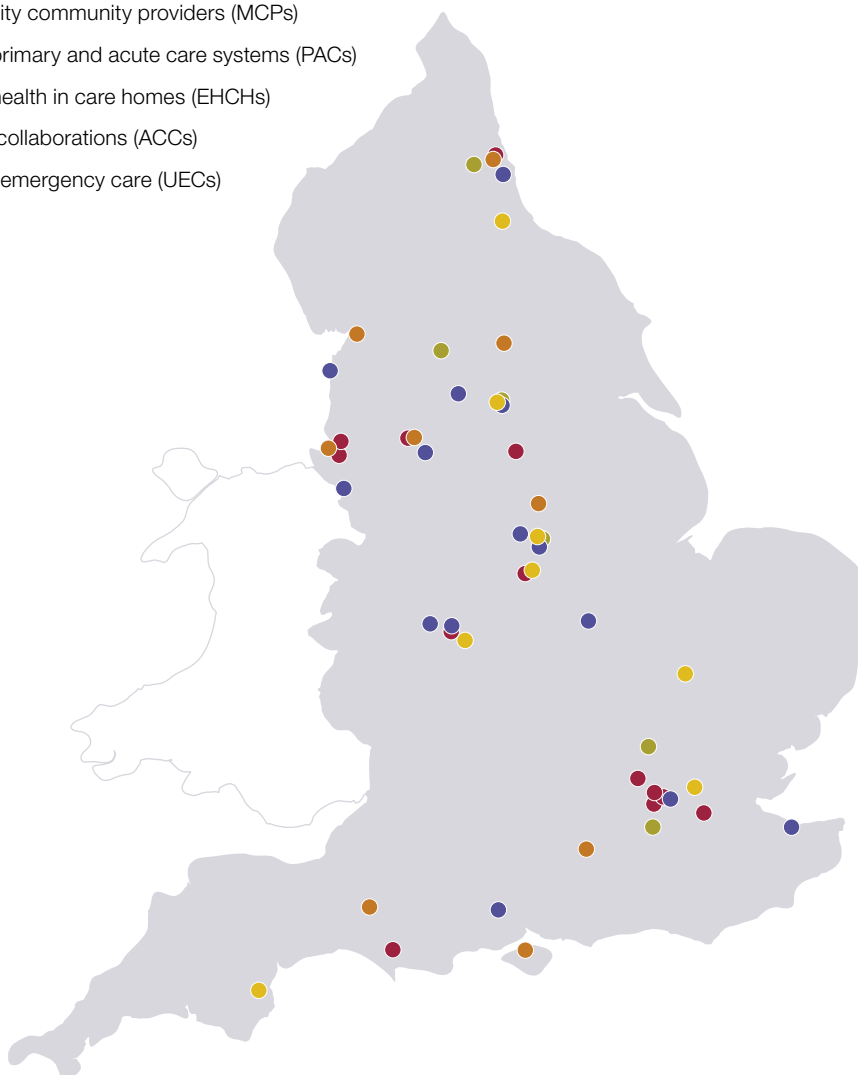 ity community providers (MCPs)
primary and acute care systems (PACs)
health in care homes (EHCHs)
collaborations (ACCs)
emergency care (UECs)